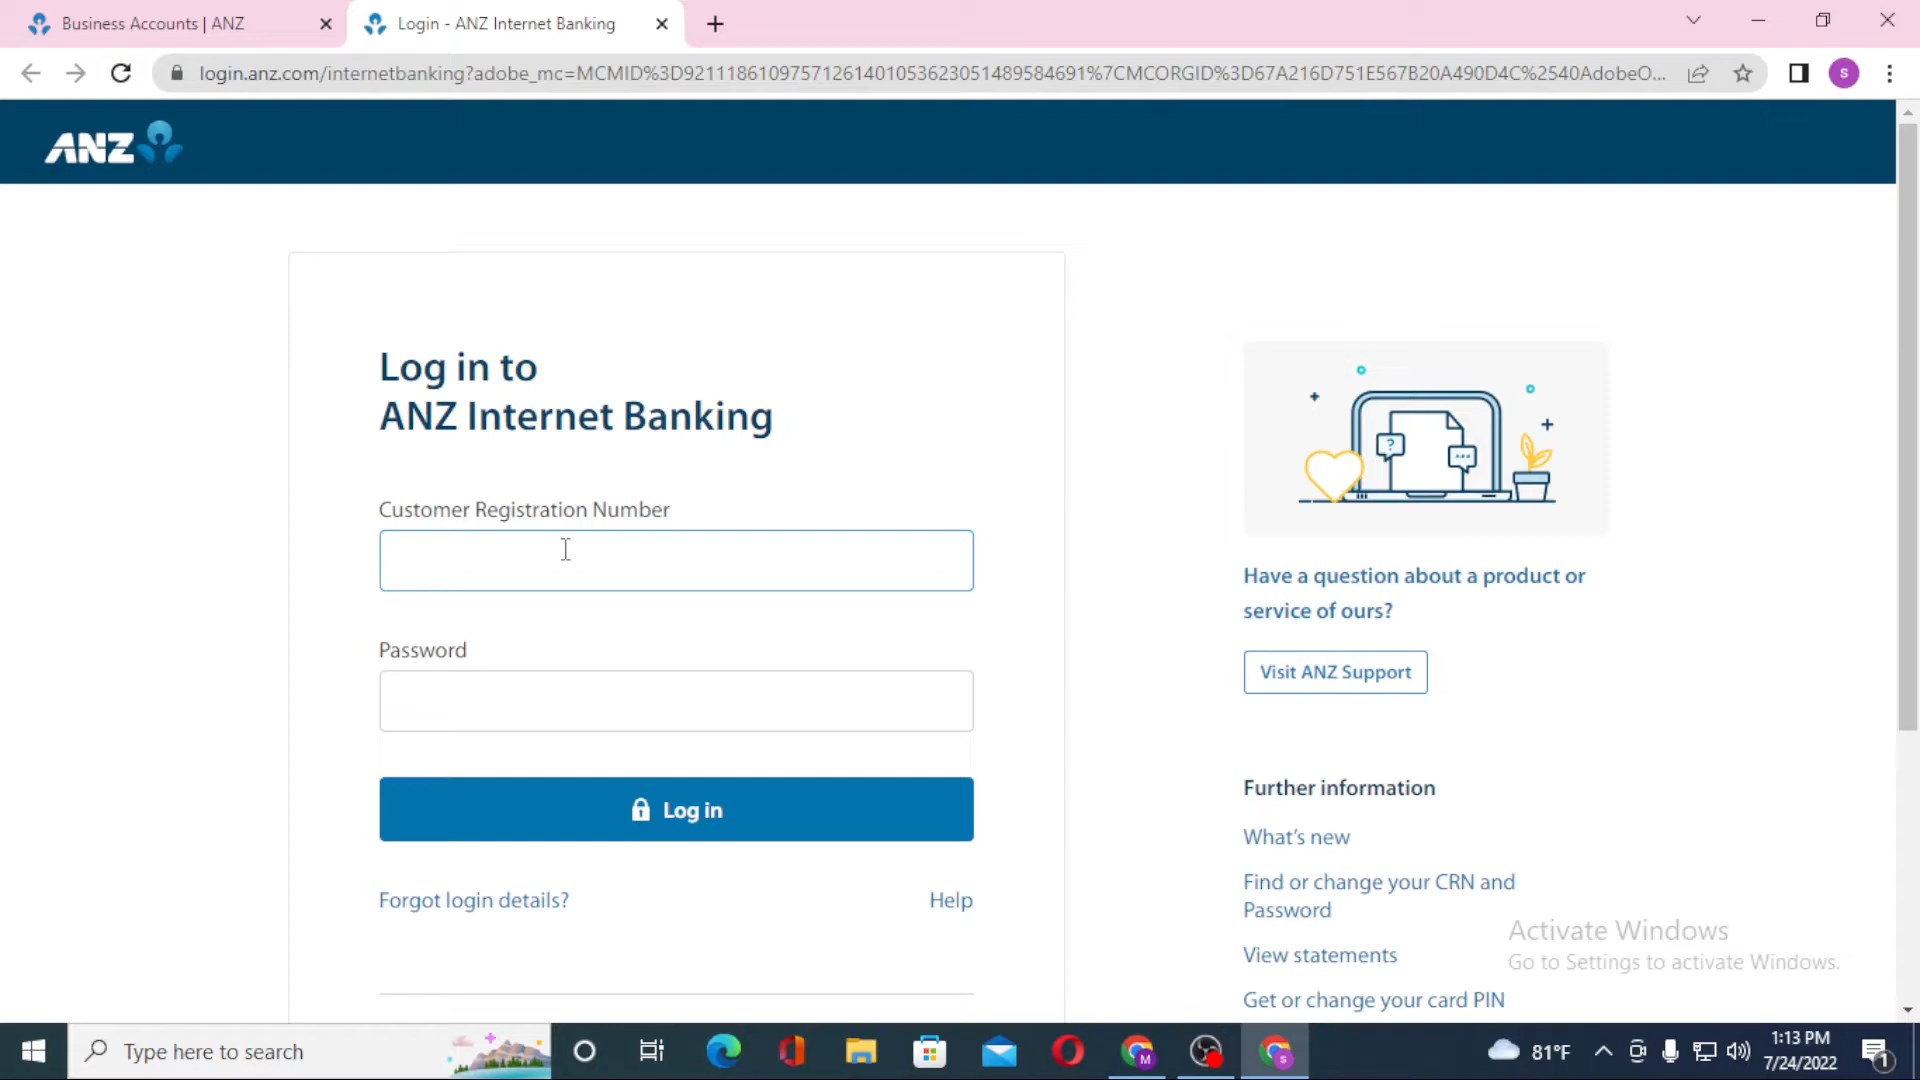 Business Accounts | ANZ
Login - ANZ Internet Banking
login.anz.com/internetbanking?adobe_mc=MCMID%3D92111861097571261401053623051489584691%7CMCORGID%3D67A216D751E567B20A490D4C%2540AdobeO...
S
ANZ
Log in to
ANZ Internet Banking
Customer Registration Number
Password
Log in
Forgot login details?
Help
?
Have a question about a product or
service of ours?
Visit ANZ Support
Further information
What's new
Find or change your CRN and
Password
View statements
Get or change your card PIN
Activate Windows
Go to Settings to activate Windows.
Type here to search
M
S
81°F
1:13 PM
7/24/2022
1